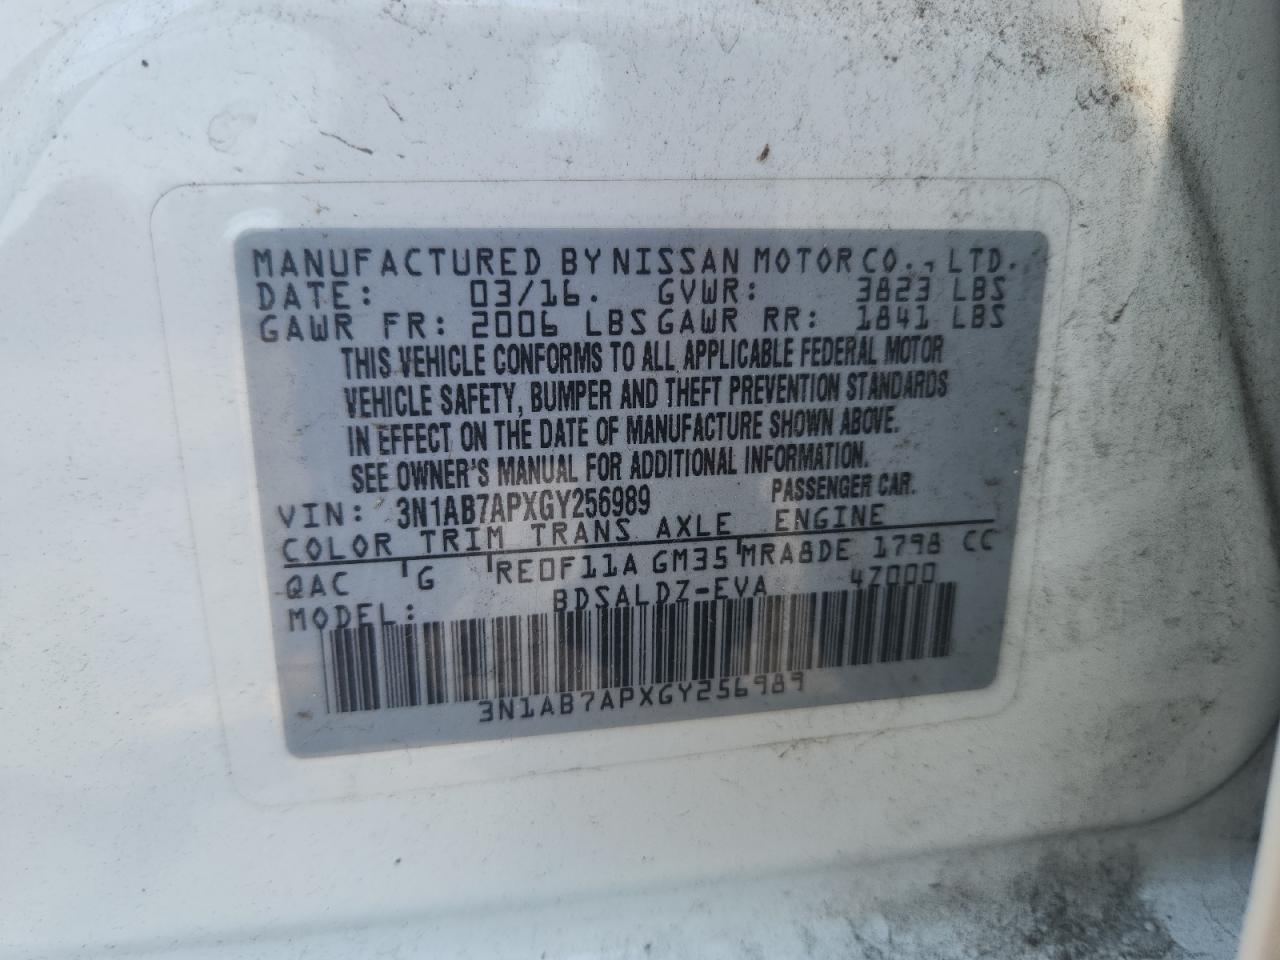 MANUFACTURED BY NISSAN MOTOR CO., LTD.
DATE: 03/16. GVWR: 3823 LBS
GAWR FR: 2006 LBS GAWR RR: 1841 LBS
THIS VEHICLE CONFORMS TO ALL APPLICABLE FEDERAL MOTOR
VEHICLE SAFETY, BUMPER AND THEFT PREVENTION STANDARDS
IN EFFECT ON THE DATE OF MANUFACTURE SHOWN ABOVE.
SEE OWNER'S MANUAL FOR ADDITIONAL INFORMATION.
VIN: 3N1AB7APXGY256989 PASSENGER CAR.
COLOR TRIM TRANS AXLE ENGINE
QAC G RE0F11A GM35 MRA8DE 1798 CC
MODEL: BDSALDZ-EVA 4Z000
3N1AB7APXGY256989